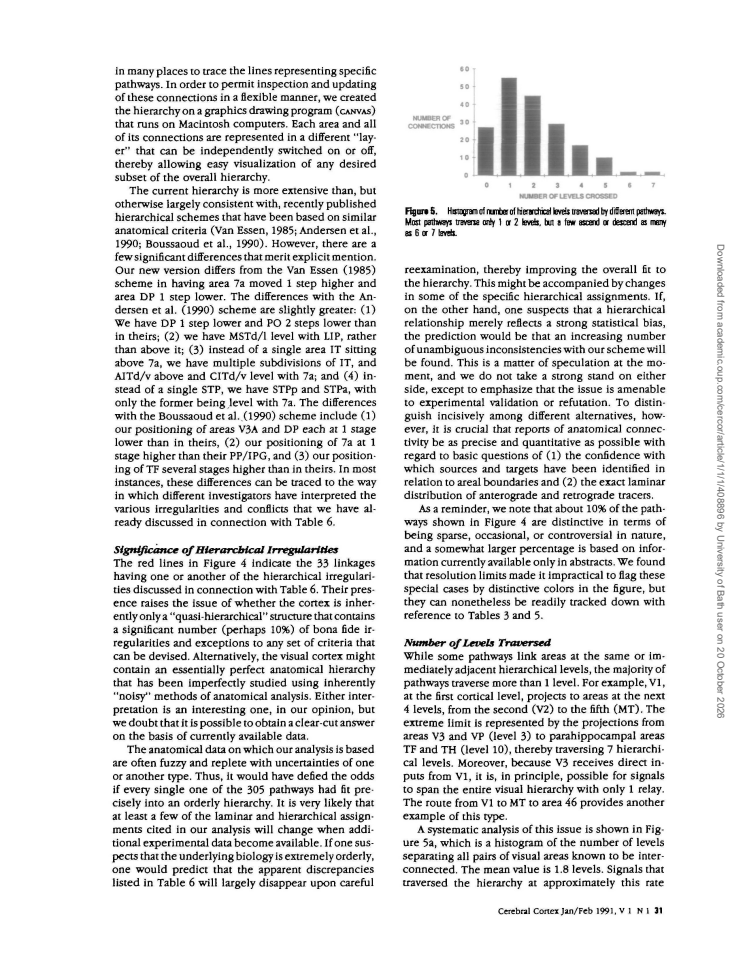 in many places to trace the lines representing specific
pathways. In order to permit inspection and updating
of these connections in a flexible manner, we created
the hierarchy on a graphics drawing program (CANVAS)
that runs on Macintosh computers. Each area and all
of its connections are represented in a different "lay-
er" that can be independently switched on or off,
thereby allowing easy visualization of any desired
subset of the overall hierarchy.
The current hierarchy is more extensive than, but
otherwise largely consistent with, recently published
hierarchical schemes that have been based on similar
anatomical criteria (Van Essen, 1985; Andersen et al.,
1990; Boussaoud et al., 1990). However, there are a
few significant differences that merit explicit mention.
Our new version differs from the Van Essen (1985)
scheme in having area 7a moved 1 step higher and
area DP 1 step lower. The differences with the An-
dersen et al. (1990) scheme are slightly greater: (1)
We have DP 1 step lower and PO 2 steps lower than
in theirs; (2) we have MSTd/l level with LIP, rather
than above it; (3) instead of a single area IT sitting
above 7a, we have multiple subdivisions of IT, and
AITd/v above and CITd/v level with 7a; and (4) in-
stead of a single STP, we have STPp and STPa, with
only the former being level with 7a. The differences
with the Boussaoud et al. (1990) scheme include (1)
our positioning of areas V3A and DP each at 1 stage
lower than in theirs, (2) our positioning of 7a at 1
stage higher than their PP/IPG, and (3) our position-
ing of TF several stages higher than in theirs. In most
instances, these differences can be traced to the way
in which different investigators have interpreted the
various irregularities and conflicts that we have al-
ready discussed in connection with Table 6.
Significance of Hierarchical Irregularities
The red lines in Figure 4 indicate the 33 linkages
having one or another of the hierarchical irregulari-
ties discussed in connection with Table 6. Their pres-
ence raises the issue of whether the cortex is inher-
ently only a "quasi-hierarchical" structure that contains
a significant number (perhaps 10%) of bona fide ir-
regularities and exceptions to any set of criteria that
can be devised. Alternatively, the visual cortex might
contain an essentially perfect anatomical hierarchy
that has been imperfectly studied using inherently
"noisy" methods of anatomical analysis. Either inter-
pretation is an interesting one, in our opinion, but
we doubt that it is possible to obtain a clear-cut answer
on the basis of currently available data.
The anatomical data on which our analysis is based
are often fuzzy and replete with uncertainties of one
or another type. Thus, it would have defied the odds
if every single one of the 305 pathways had fit pre-
cisely into an orderly hierarchy. It is very likely that
at least a few of the laminar and hierarchical assign-
ments cited in our analysis will change when addi-
tional experimental data become available. If one sus-
pects that the underlying biology is extremely orderly,
one would predict that the apparent discrepancies
listed in Table 6 will largely disappear upon careful
60
50
40
NUMBER OF
CONNECTIONS
30
20
10
0
0 1 2 3 4 5 6 7
NUMBER OF LEVELS CROSSED
Figure 5. Histogram of number of hierarchical levels traversed by different pathways.
Most pathways traverse only 1 or 2 levels, but a few ascend or descend as many
as 6 or 7 levels.
reexamination, thereby improving the overall fit to
the hierarchy. This might be accompanied by changes
in some of the specific hierarchical assignments. If,
on the other hand, one suspects that a hierarchical
relationship merely reflects a strong statistical bias,
the prediction would be that an increasing number
of unambiguous inconsistencies with our scheme will
be found. This is a matter of speculation at the mo-
ment, and we do not take a strong stand on either
side, except to emphasize that the issue is amenable
to experimental validation or refutation. To distin-
guish incisively among different alternatives, how-
ever, it is crucial that reports of anatomical connec-
tivity be as precise and quantitative as possible with
regard to basic questions of (1) the confidence with
which sources and targets have been identified in
relation to areal boundaries and (2) the exact laminar
distribution of anterograde and retrograde tracers.
As a reminder, we note that about 10% of the path-
ways shown in Figure 4 are distinctive in terms of
being sparse, occasional, or controversial in nature,
and a somewhat larger percentage is based on infor-
mation currently available only in abstracts. We found
that resolution limits made it impractical to flag these
special cases by distinctive colors in the figure, but
they can nonetheless be readily tracked down with
reference to Tables 3 and 5.
Number of Levels Traversed
While some pathways link areas at the same or im-
mediately adjacent hierarchical levels, the majority of
pathways traverse more than 1 level. For example, V1,
at the first cortical level, projects to areas at the next
4 levels, from the second (V2) to the fifth (MT). The
extreme limit is represented by the projections from
areas V3 and VP (level 3) to parahippocampal areas
TF and TH (level 10), thereby traversing 7 hierarchi-
cal levels. Moreover, because V3 receives direct in-
puts from V1, it is, in principle, possible for signals
to span the entire visual hierarchy with only 1 relay.
The route from V1 to MT to area 46 provides another
example of this type.
A systematic analysis of this issue is shown in Fig-
ure 5a, which is a histogram of the number of levels
separating all pairs of visual areas known to be inter-
connected. The mean value is 1.8 levels. Signals that
traversed the hierarchy at approximately this rate
Cerebral Cortex Jan/Feb 1991, V 1 N 1 31
Downloaded from academic.oup.com/cercor/article/1/1/1/408896 by University of Bath user on 20 October 2026